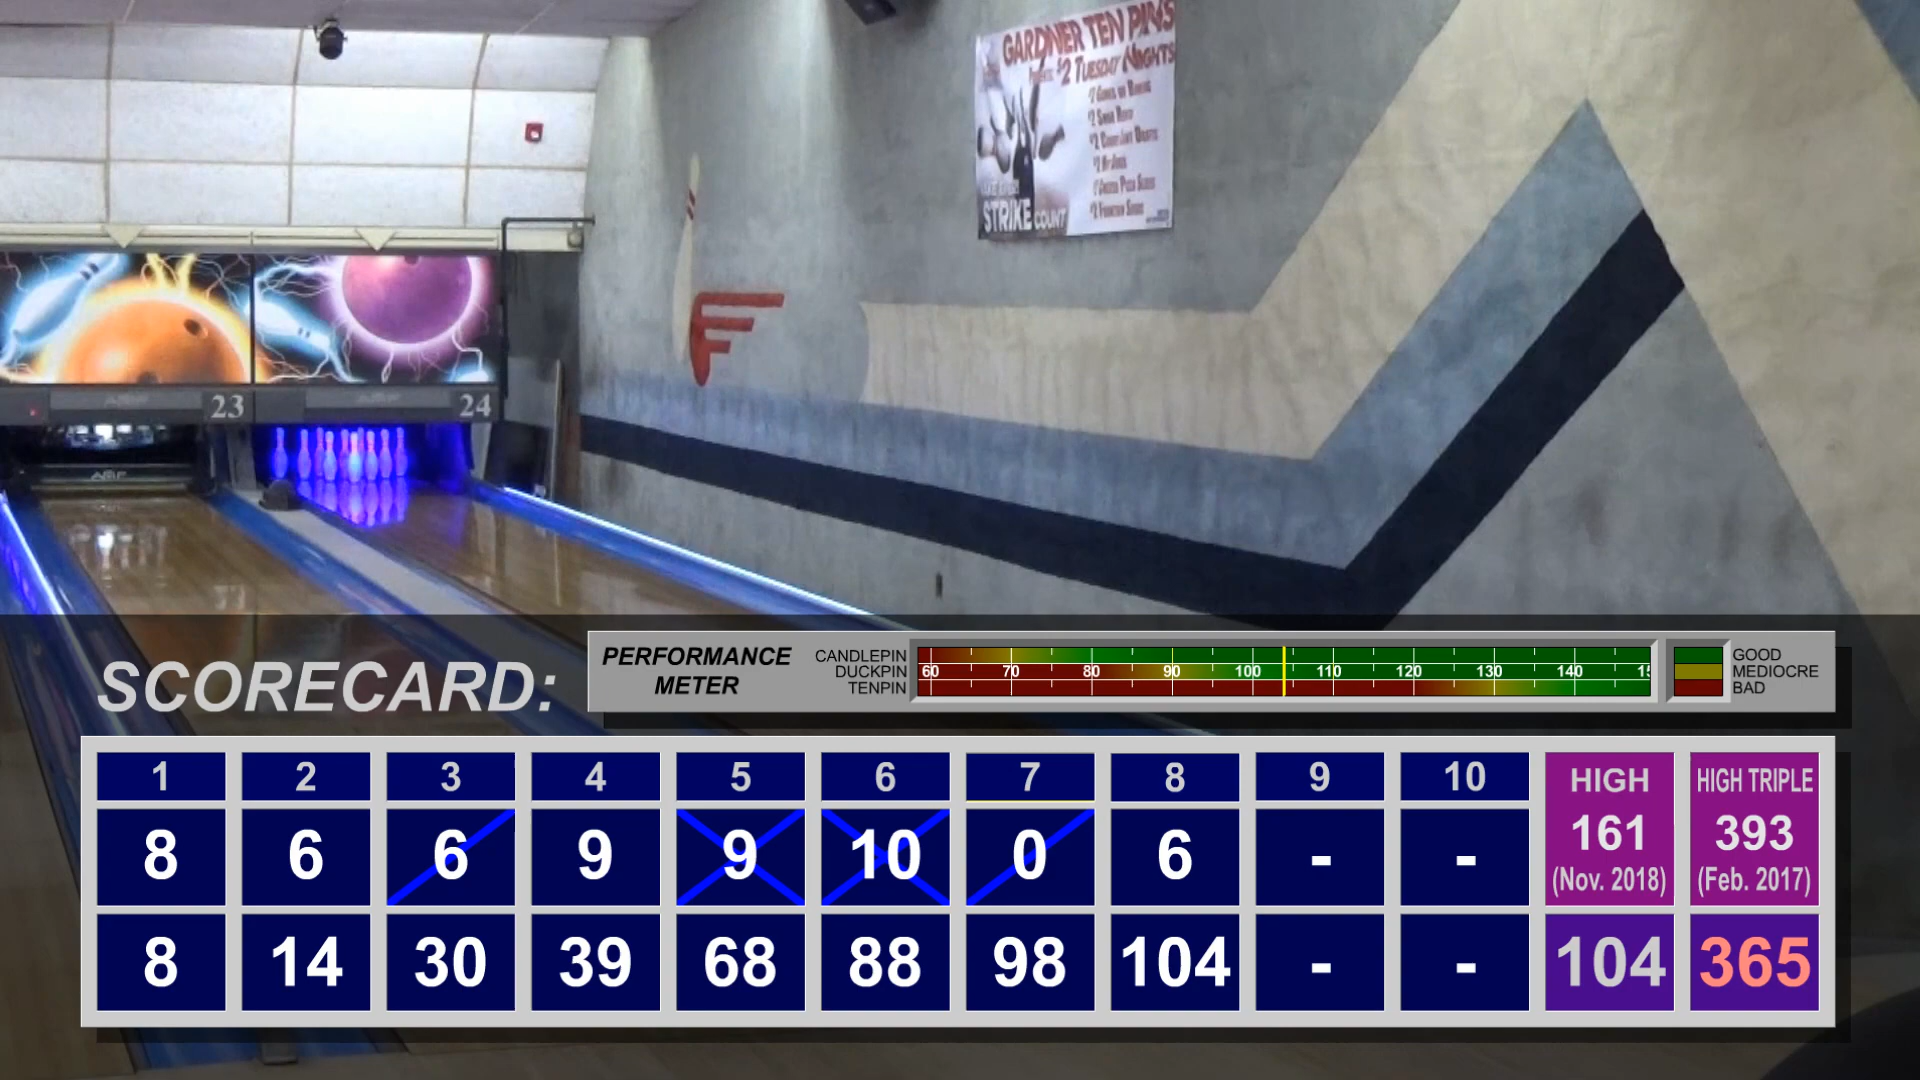 GARDNER TEN PINS
$2 TUESDAY NIGHTS
STRIKE COUNT
23
24
AMF
SCORECARD:
PERFORMANCE
METER
CANDLEPIN
DUCKPIN
TENPIN
60 70 80 90 100 110 120 130 140 15
GOOD
MEDIOCRE
BAD
1 2 3 4 5 6 7 8 9 10 HIGH HIGH TRIPLE
8 6 6 9 9 10 0 6 - - 161 393
(Nov. 2018) (Feb. 2017)
8 14 30 39 68 88 98 104 - - 104 365